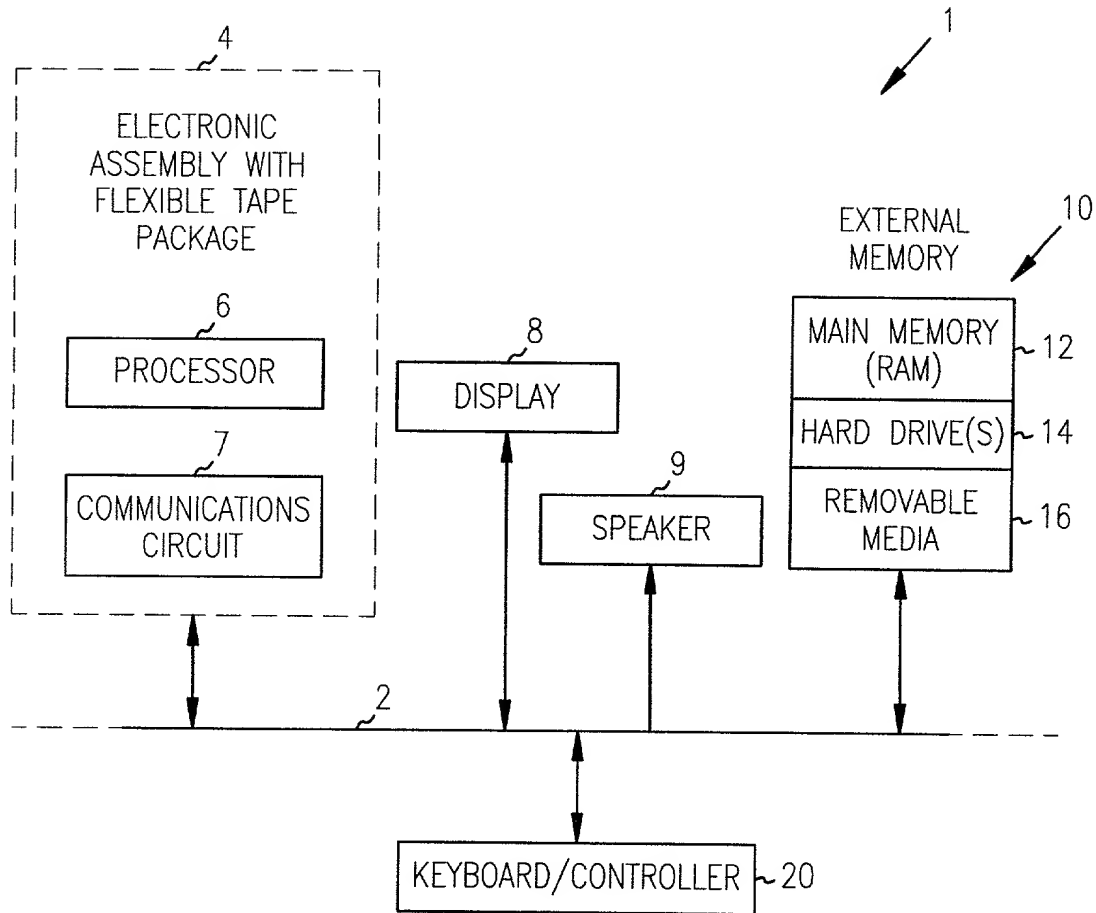 1
4
ELECTRONIC
ASSEMBLY WITH
FLEXIBLE TAPE
PACKAGE
6
PROCESSOR
7
COMMUNICATIONS
CIRCUIT
8
DISPLAY
9
SPEAKER
EXTERNAL
MEMORY
10
MAIN MEMORY
(RAM)
12
HARD DRIVE(S)
14
REMOVABLE
MEDIA
16
2
KEYBOARD/CONTROLLER
20